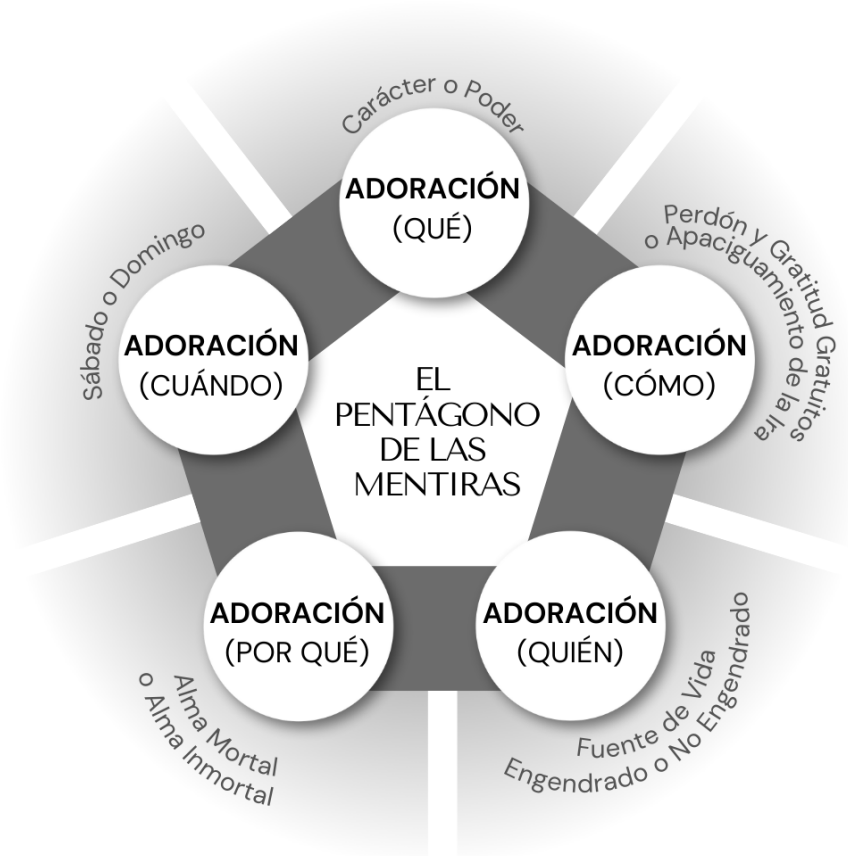 Carácter o Poder
ADORACIÓN
(QUÉ)
Perdón y Gratitud Gratuitos
o Apaciguamiento de la Ira
ADORACIÓN
(CÓMO)
Sábado o Domingo
ADORACIÓN
(CUÁNDO)
EL
PENTÁGONO
DE LAS
MENTIRAS
ADORACIÓN
(POR QUÉ)
Alma Mortal
o Alma Inmortal
ADORACIÓN
(QUIÉN)
Fuente de Vida
Engendrado o No Engendrado